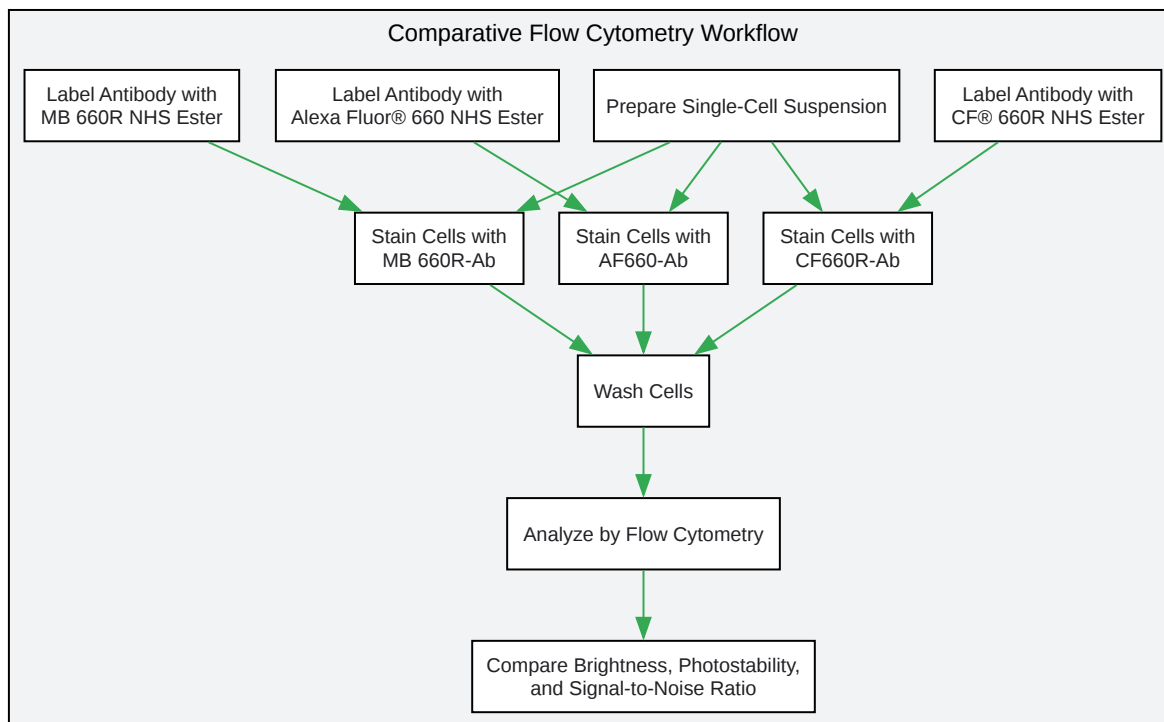 Comparative Flow Cytometry Workflow
Label Antibody with
MB 660R NHS Ester
Label Antibody with
Alexa Fluor® 660 NHS Ester
Prepare Single-Cell Suspension
Label Antibody with
CF® 660R NHS Ester
Stain Cells with
MB 660R-Ab
Stain Cells with
AF660-Ab
Stain Cells with
CF660R-Ab
Wash Cells
Analyze by Flow Cytometry
Compare Brightness, Photostability,
and Signal-to-Noise Ratio